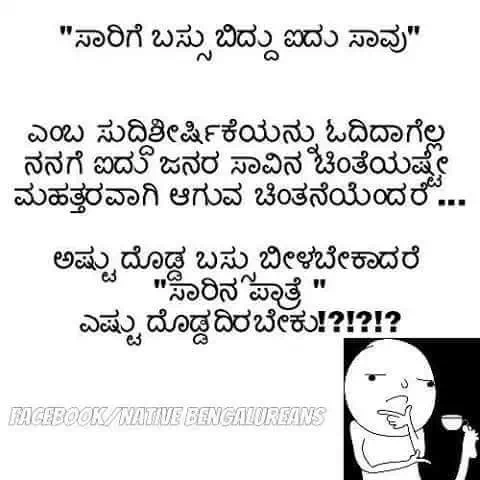 "ಸಾರಿಗೆ ಬಸ್ಸು ಬಿದ್ದು ಐದು ಸಾವು"
ಎಂಬ ಸುದ್ದಿಶೀರ್ಷಿಕೆಯನ್ನು ಓದಿದಾಗೆಲ್ಲ
ನನಗೆ ಐದು ಜನರ ಸಾವಿನ ಚಿಂತೆಯಷ್ಟೇ
ಮಹತ್ತರವಾಗಿ ಆಗುವ ಚಿಂತನೆಯೆಂದರೆ...
ಅಷ್ಟು ದೊಡ್ಡ ಬಸ್ಸು ಬೀಳಬೇಕಾದರೆ
"ಸಾರಿನ ಪಾತ್ರೆ "
ಎಷ್ಟು ದೊಡ್ಡದಿರಬೇಕು!?!?!?
FACEBOOK/NATIVE BENGALUREANS